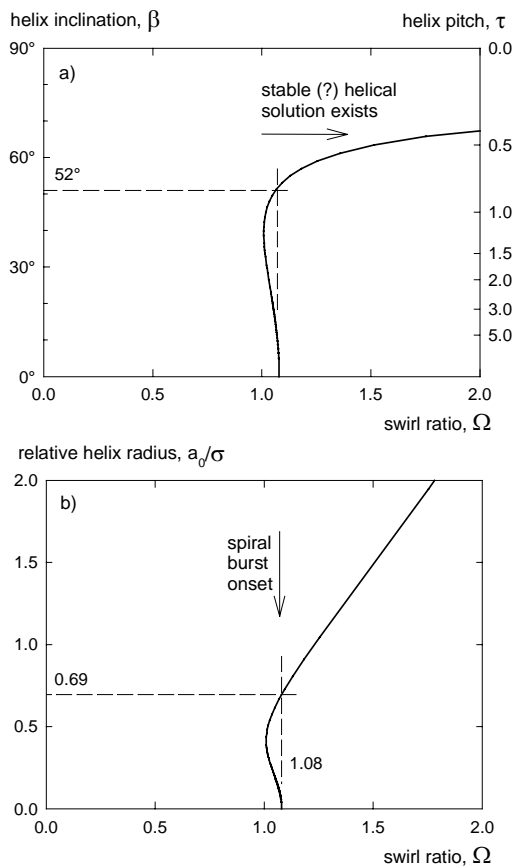 helix inclination, β
helix pitch, τ
90°
0.0
a)
stable (?) helical
solution exists
60°
0.5
52°
1.0
30°
1.5
2.0
3.0
5.0
0°
0.0
0.5
1.0
1.5
2.0
swirl ratio, Ω
relative helix radius, a₀/σ
2.0
b)
spiral
burst
onset
1.5
1.0
0.69
0.5
1.08
0.0
0.0
0.5
1.0
1.5
2.0
swirl ratio, Ω